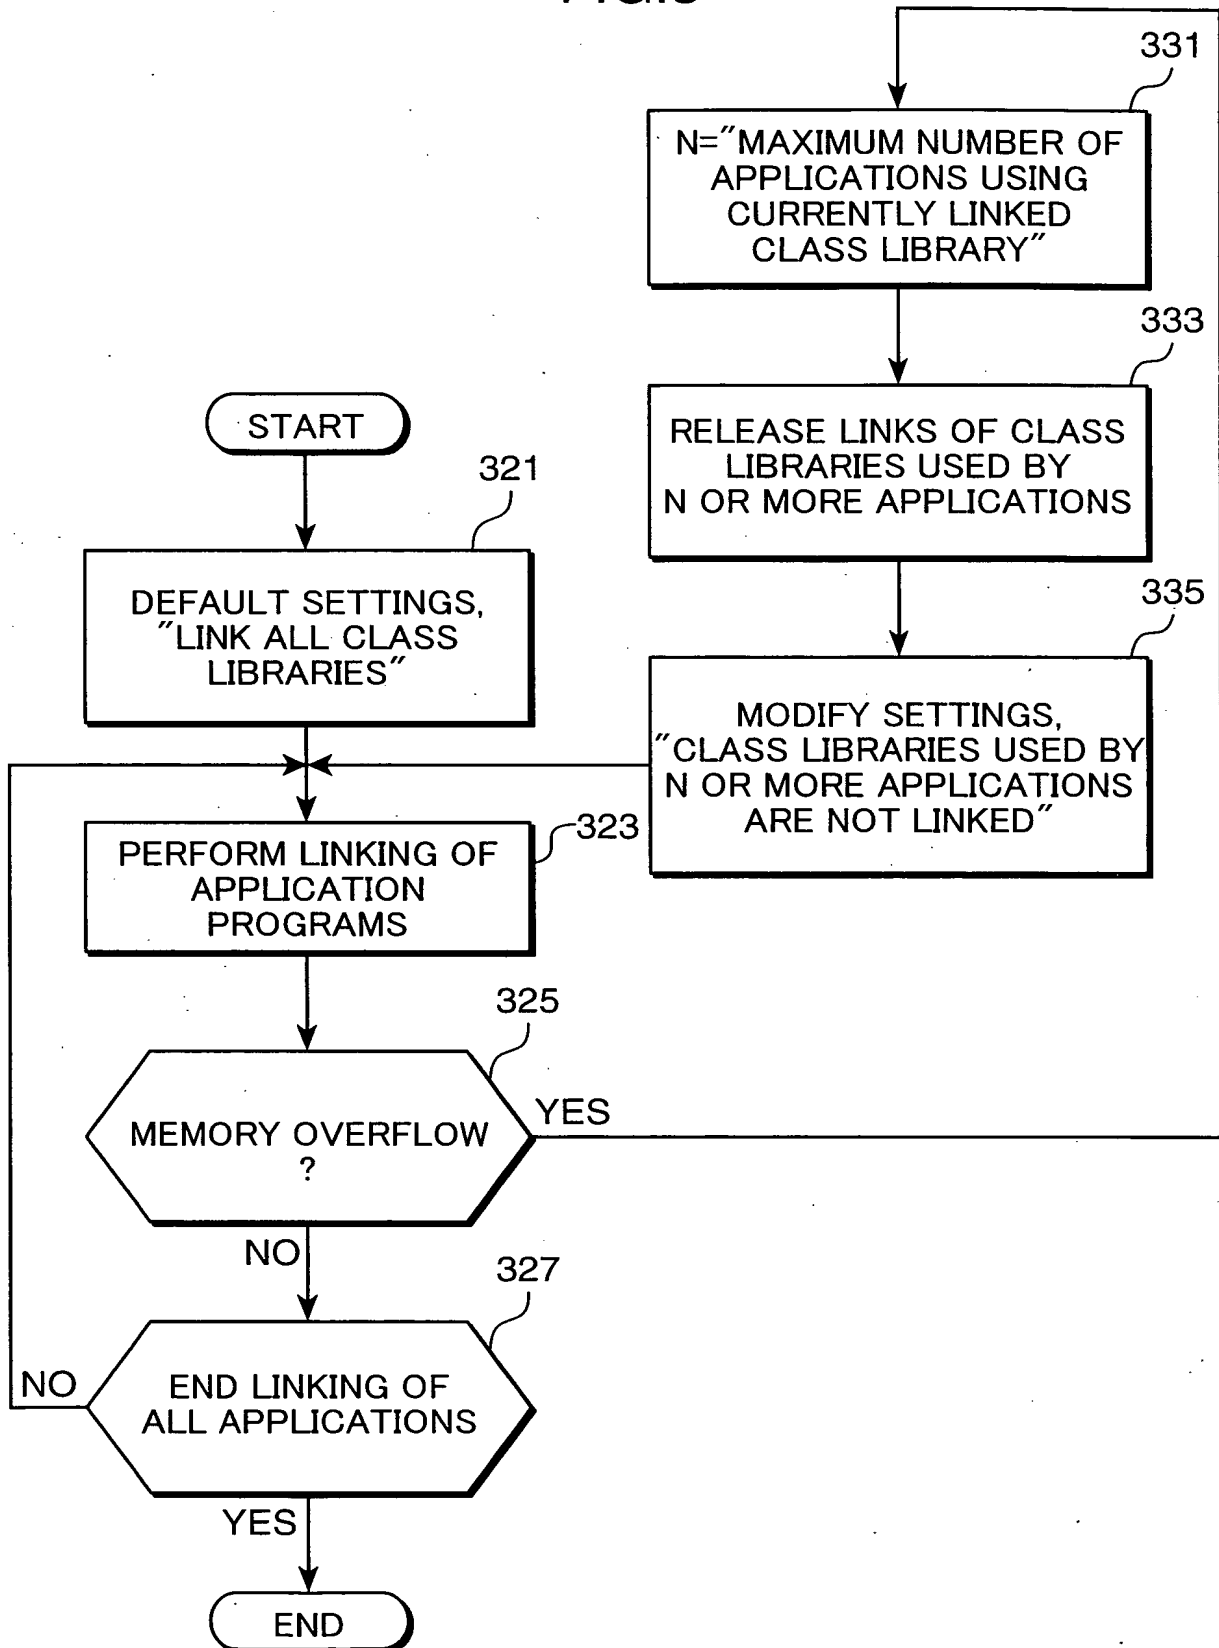 331
N="MAXIMUM NUMBER OF
APPLICATIONS USING
CURRENTLY LINKED
CLASS LIBRARY"
333
RELEASE LINKS OF CLASS
LIBRARIES USED BY
N OR MORE APPLICATIONS
335
MODIFY SETTINGS,
"CLASS LIBRARIES USED BY
N OR MORE APPLICATIONS
ARE NOT LINKED"
START
321
DEFAULT SETTINGS,
"LINK ALL CLASS
LIBRARIES"
323
PERFORM LINKING OF
APPLICATION
PROGRAMS
325
MEMORY OVERFLOW
?
YES
NO
327
END LINKING OF
ALL APPLICATIONS
NO
YES
END